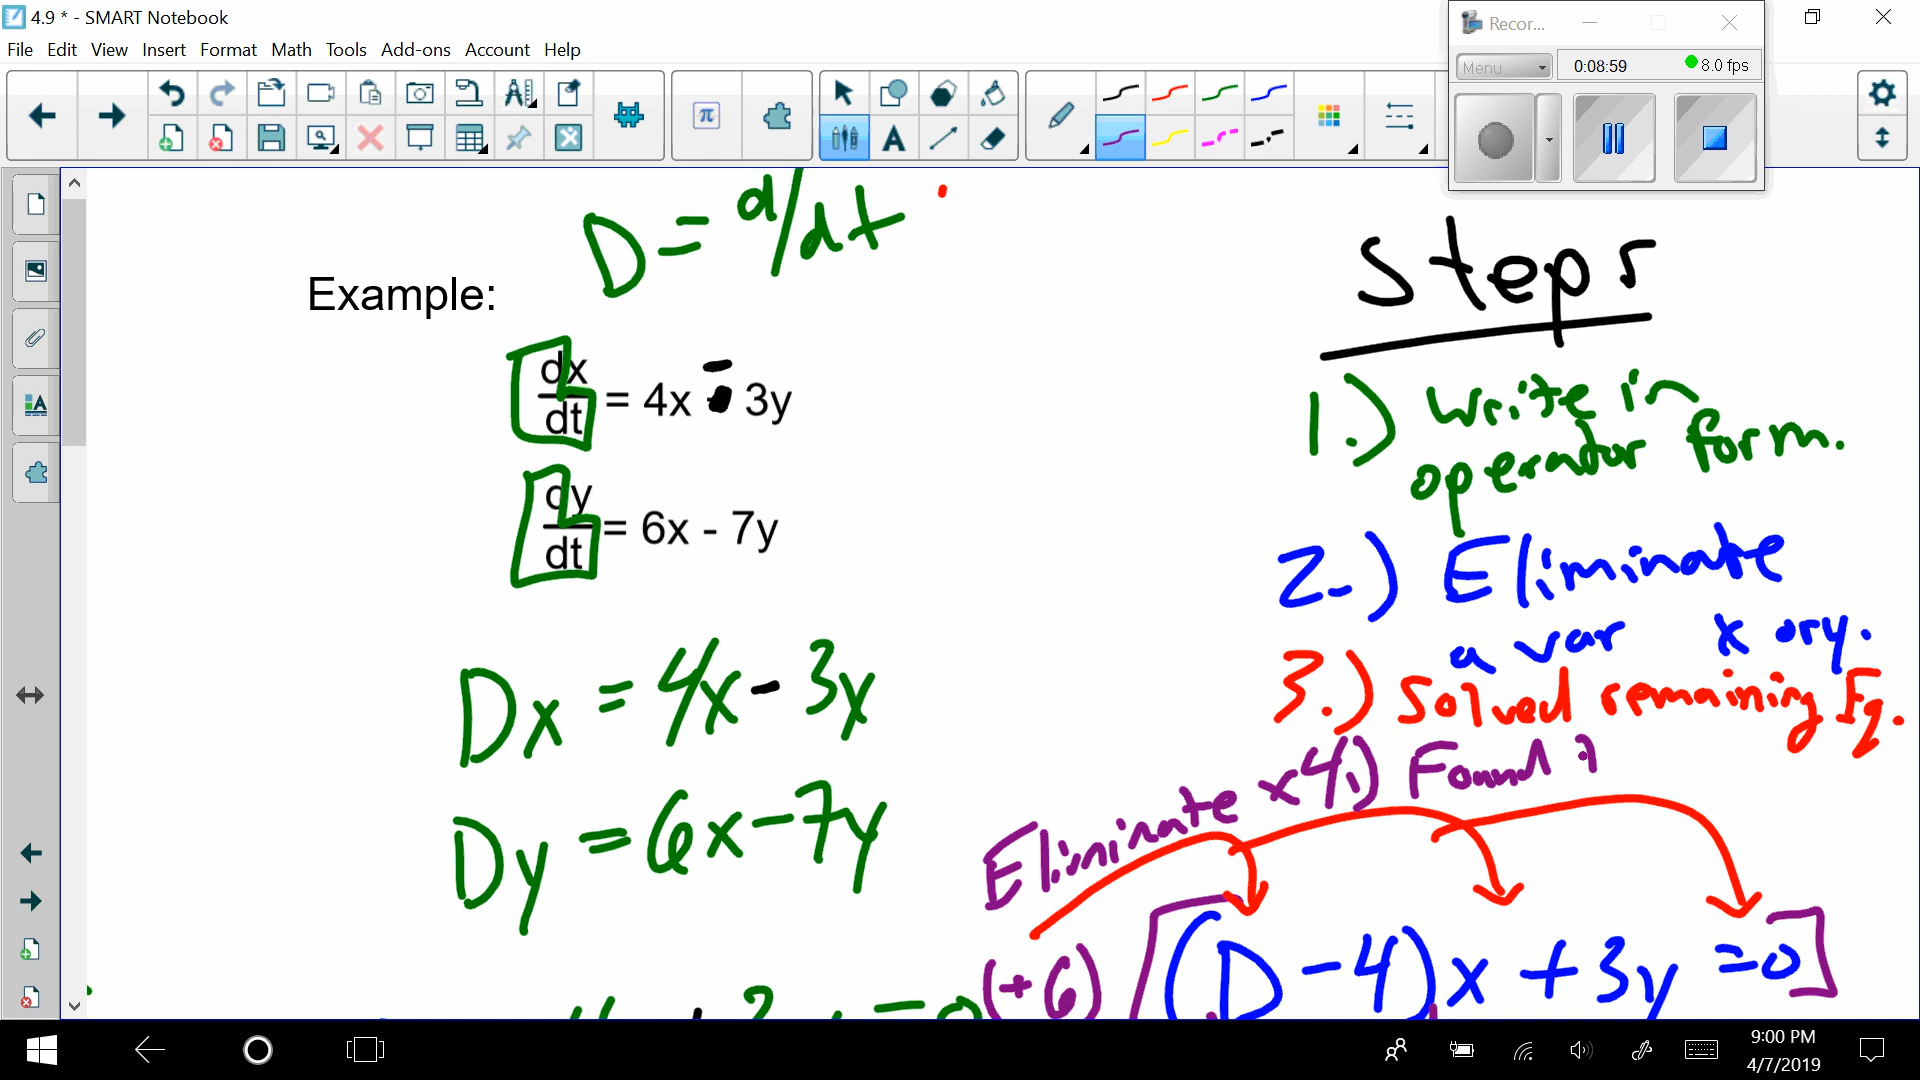 4.9 * - SMART Notebook
File Edit View Insert Format Math Tools Add-ons Account Help
Recor...
Menu
0:08:59
8.0 fps
D = d/dt
Example:
dx/dt = 4x - 3y
dy/dt = 6x - 7y
Dx = 4x - 3y
Dy = 6x - 7y
Steps
1.) Write in
operator form.
2.) Eliminate
a var x or y.
3.) Solved remaining Eq.
4.) Found
Eliminate x
(+6) [(D - 4)x + 3y = 0]
9:00 PM
4/7/2019